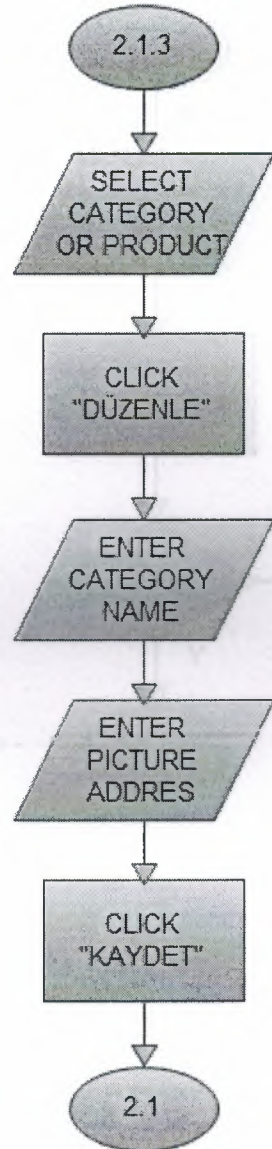 2.1.3
SELECT
CATEGORY
OR PRODUCT
CLICK
"DÜZENLE"
ENTER
CATEGORY
NAME
ENTER
PICTURE
ADDRES
CLICK
"KAYDET"
2.1